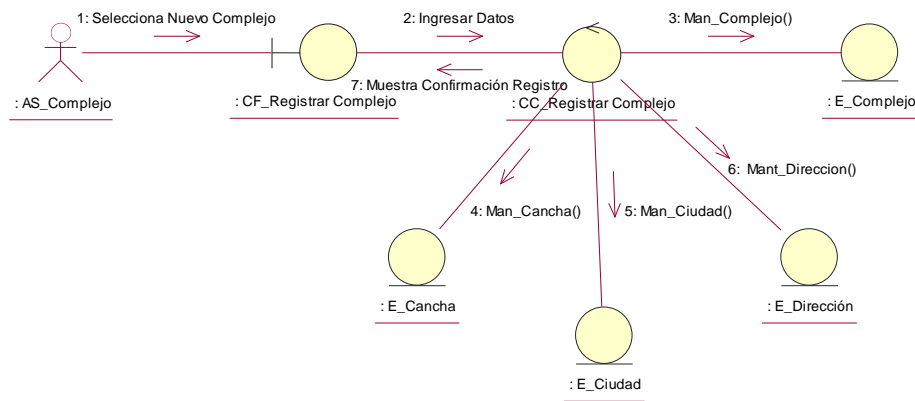 1: Selecciona Nuevo Complejo
2: Ingresar Datos
3: Man_Complejo()
7: Muestra Confirmación Registro
: AS_Complejo
: CF_Registrar Complejo
: CC_Registrar Complejo
: E_Complejo
6: Mant_Direccion()
4: Man_Cancha()
5: Man_Ciudad()
: E_Cancha
: E_Dirección
: E_Ciudad